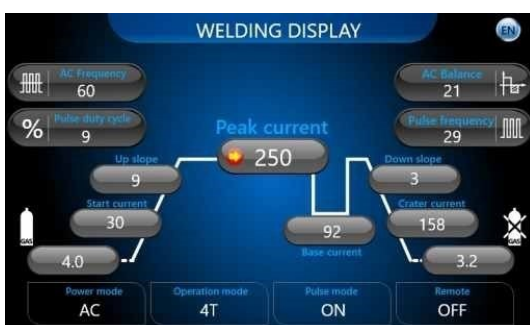 WELDING DISPLAY
EN
AC Frequency
60
AC Balance
21
%
Pulse duty cycle
9
Pulse frequency
29
Peak current
250
Up slope
9
Down slope
3
Start current
30
Crater current
158
92
Base current
GAS
4.0
3.2
GAS
Power mode
AC
Operation mode
4T
Pulse mode
ON
Remote
OFF